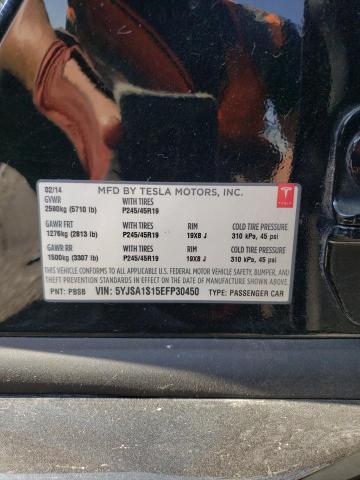 02/14 MFD BY TESLA MOTORS, INC.
GVWR WITH TIRES
2590kg (5710 lb) P245/45R19
GAWR FRT WITH TIRES RIM COLD TIRE PRESSURE
1276kg (2813 lb) P245/45R19 19X8 J 310 kPa, 45 psi
GAWR RR WITH TIRES RIM COLD TIRE PRESSURE
1500kg (3307 lb) P245/45R19 19X8 J 310 kPa, 45 psi
THIS VEHICLE CONFORMS TO ALL APPLICABLE U.S. FEDERAL MOTOR VEHICLE SAFETY, BUMPER, AND
THEFT PREVENTION STANDARDS IN EFFECT ON THE DATE OF MANUFACTURE SHOWN ABOVE.
PNT: PBSB VIN: 5YJSA1S15EFP30450 TYPE: PASSENGER CAR